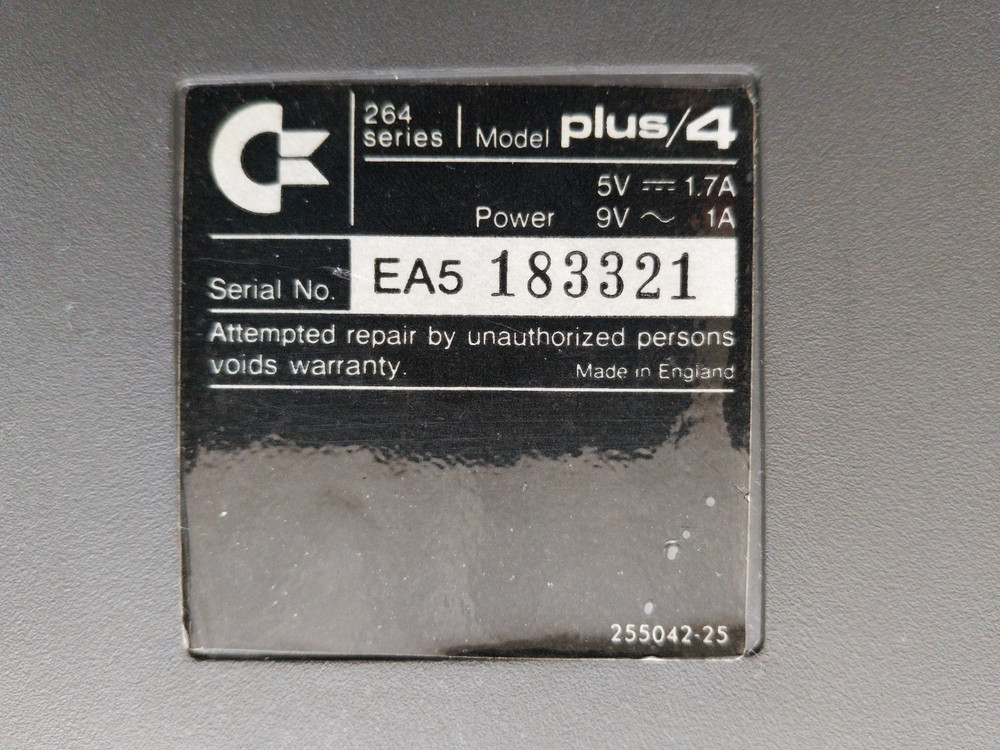 264
series | Model plus/4
5V ⎓ 1.7A
Power 9V ~ 1A
Serial No. EA5 183321
Attempted repair by unauthorized persons
voids warranty. Made in England
255042-25